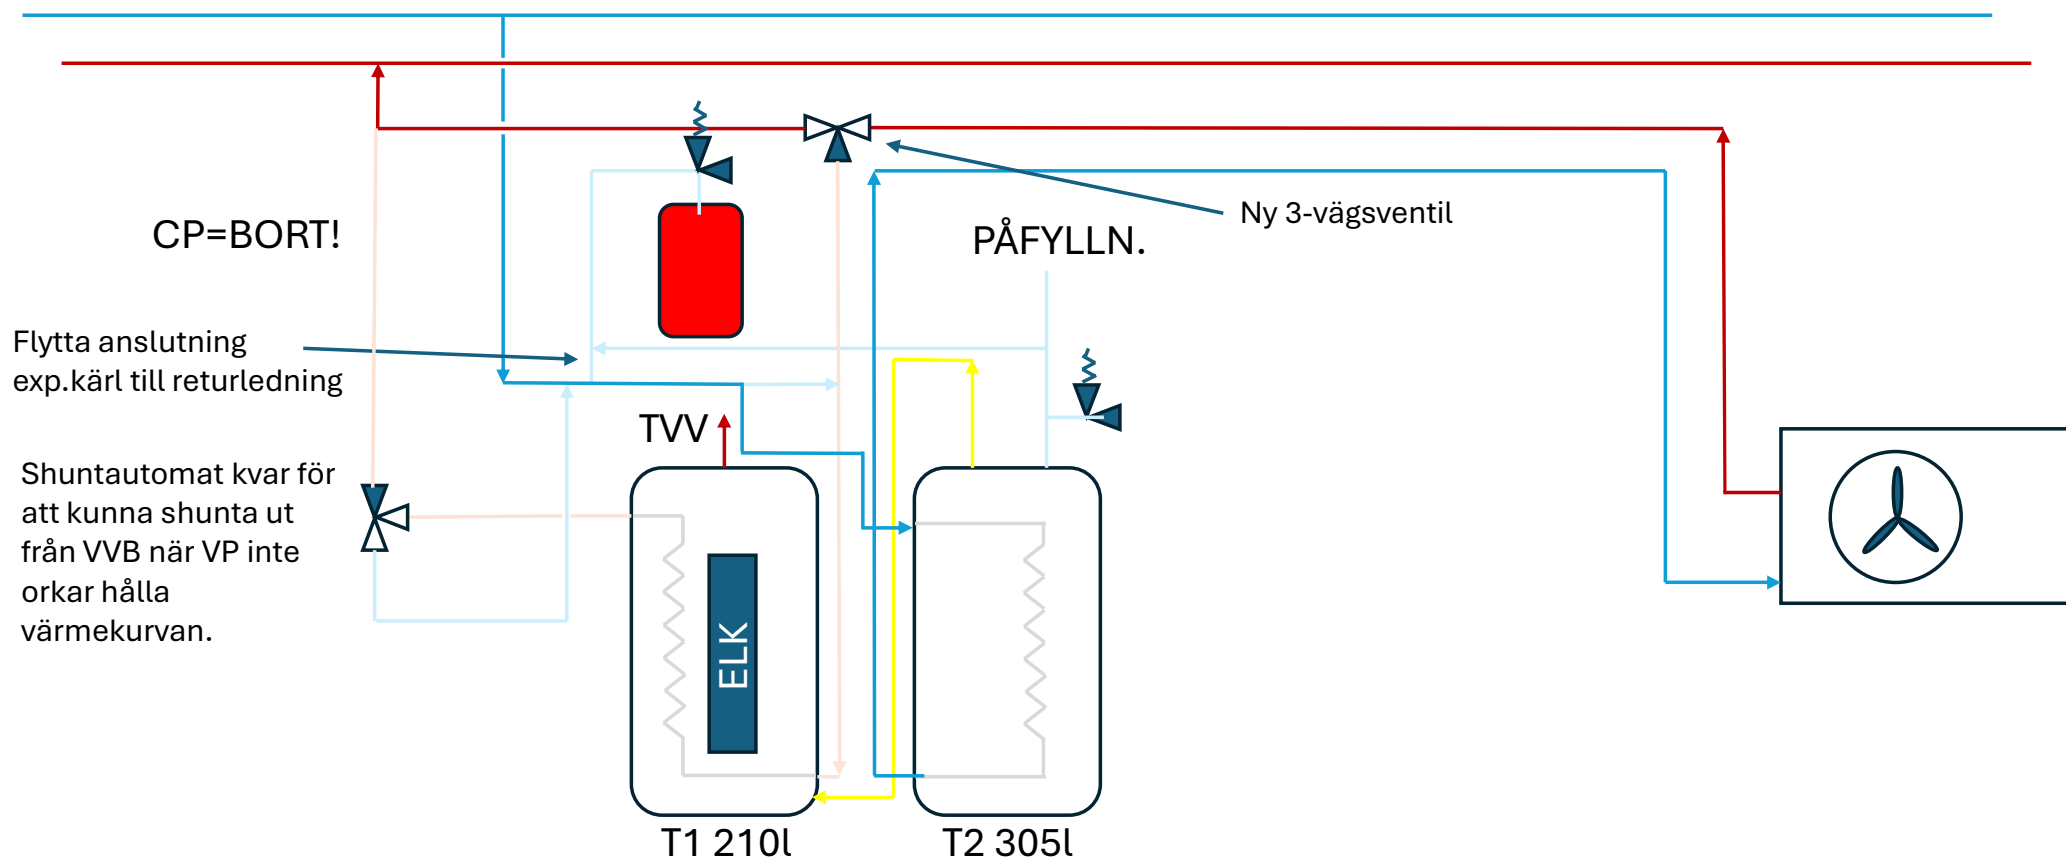 CP=BORT!
Ny 3-vägsventil
PÅFYLLN.
Flytta anslutning
exp.kärl till returledning
TVV
Shuntautomat kvar för
att kunna shunta ut
från VVB när VP inte
orkar hålla
värmekurvan.
ELK
T1 210l
T2 305l